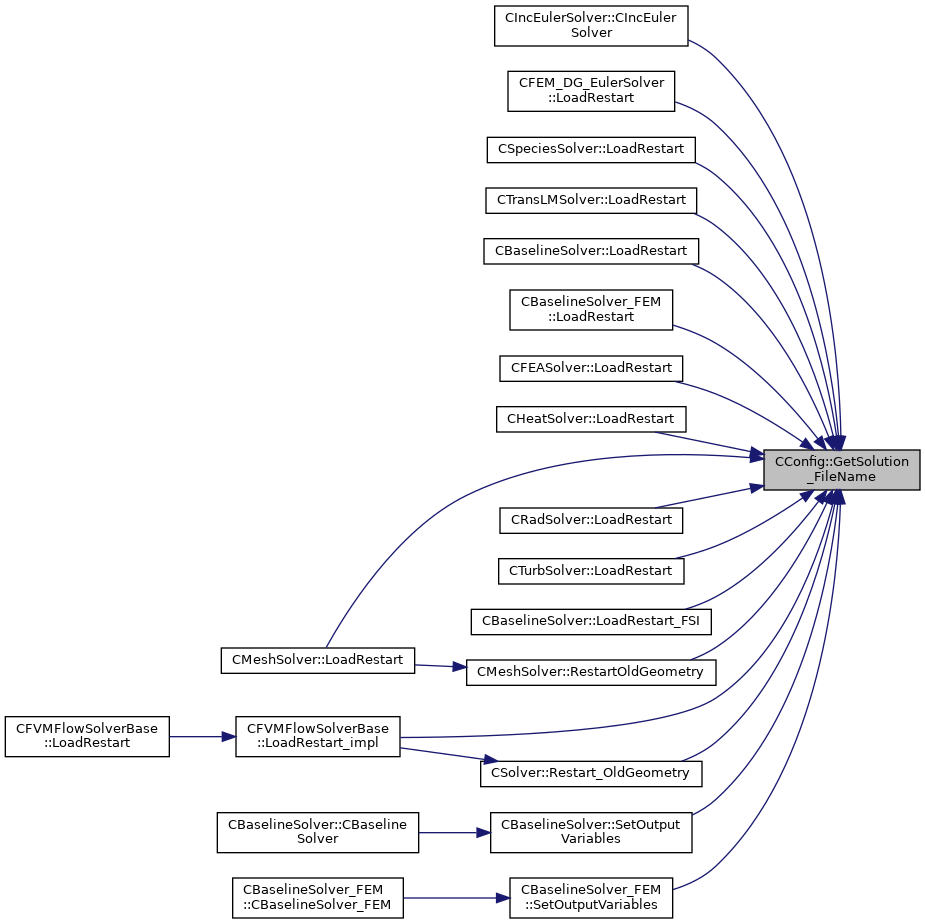 CIncEulerSolver::CIncEuler
Solver
CFEM_DG_EulerSolver
::LoadRestart
CSpeciesSolver::LoadRestart
CTransLMSolver::LoadRestart
CBaselineSolver::LoadRestart
CBaselineSolver_FEM
::LoadRestart
CFEASolver::LoadRestart
CHeatSolver::LoadRestart
CConfig::GetSolution
_FileName
CRadSolver::LoadRestart
CTurbSolver::LoadRestart
CBaselineSolver::LoadRestart_FSI
CMeshSolver::LoadRestart
CMeshSolver::RestartOldGeometry
CFVMFlowSolverBase
::LoadRestart
CFVMFlowSolverBase
::LoadRestart_impl
CSolver::Restart_OldGeometry
CBaselineSolver::CBaseline
Solver
CBaselineSolver::SetOutput
Variables
CBaselineSolver_FEM
::CBaselineSolver_FEM
CBaselineSolver_FEM
::SetOutputVariables